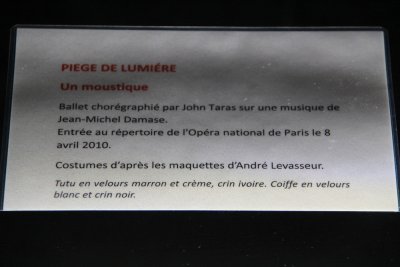 PIEGE DE LUMIÉRE
Un moustique
Ballet chorégraphié par John Taras sur une musique de
Jean-Michel Damase.
Entrée au répertoire de l'Opéra national de Paris le 8
avril 2010.
Costumes d'après les maquettes d'André Levasseur.
Tutu en velours marron et crème, crin ivoire. Coiffe en velours
blanc et crin noir.